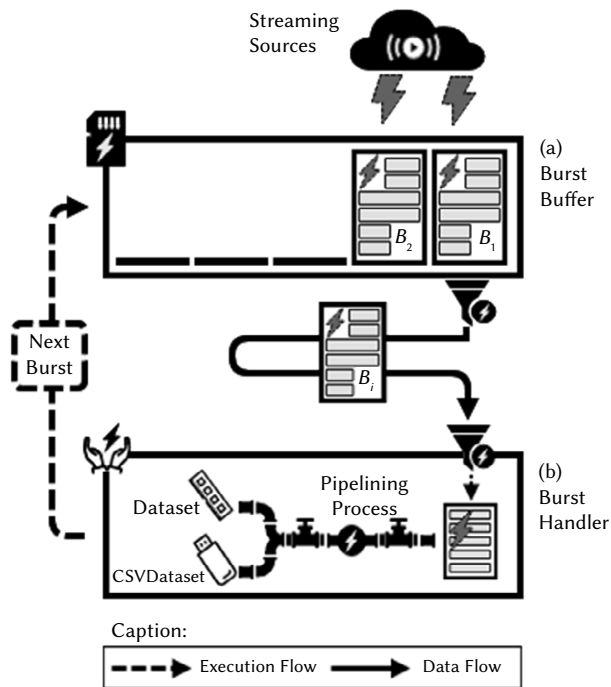 Streaming
Sources
(a)
Burst
Buffer
B2
B1
Next
Burst
Bi
(b)
Burst
Handler
Pipelining
Process
Dataset
CSVDataset
Caption:
Execution Flow
Data Flow